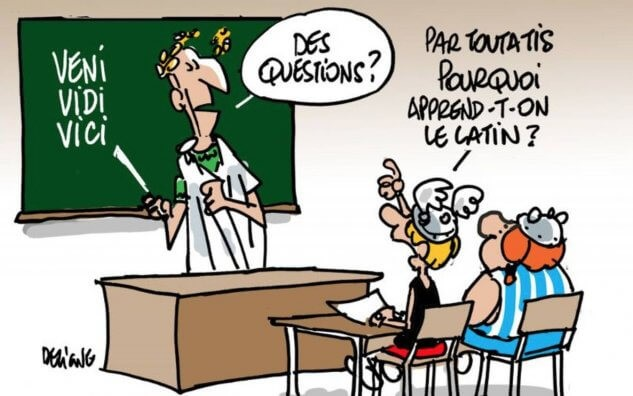 VENI
VIDI
VICI
DES
QUESTIONS?
PAR TOUTATIS
POURQUOI
APPREND-T-ON
LE LATIN?
DELIGNE